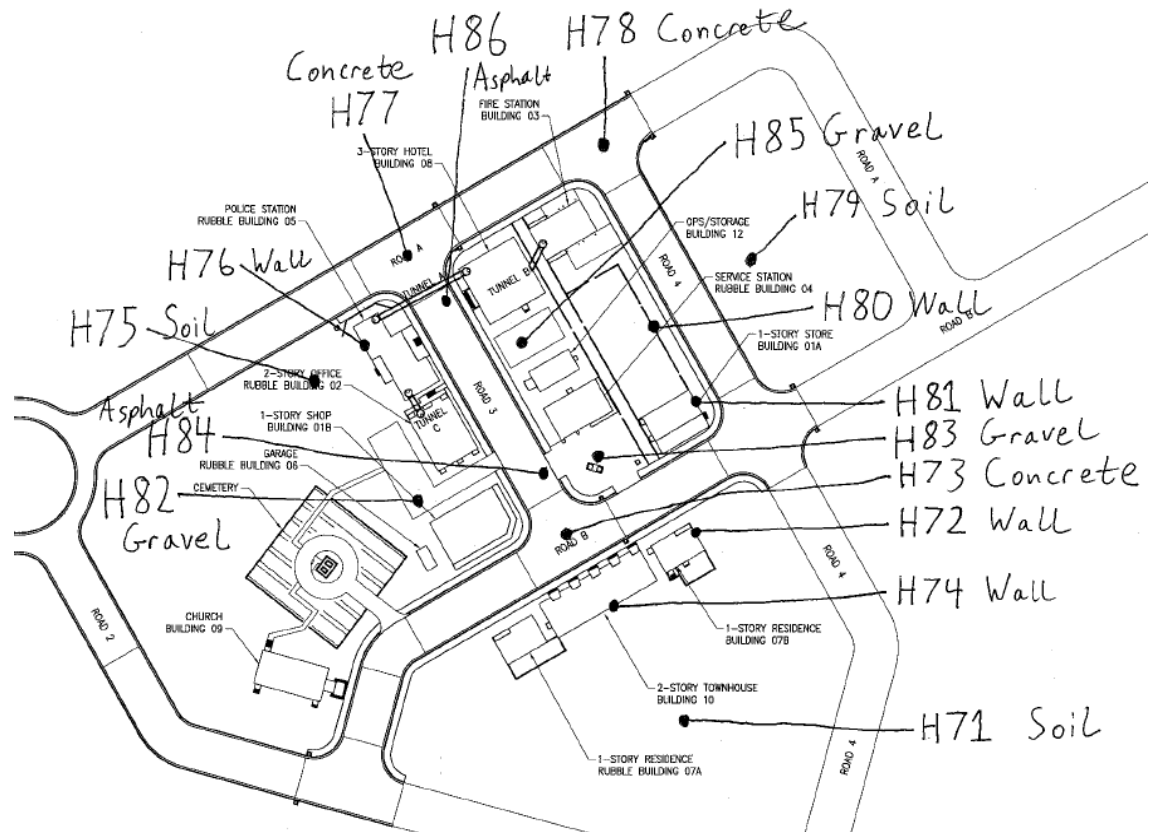 H86
H78 Concrete
Concrete
H77
Asphalt
FIRE STATION
BUILDING 03
H85 Gravel
3-STORY HOTEL
BUILDING 08
ROAD A
POLICE STATION
RUBBLE BUILDING 05
OPS/STORAGE
BUILDING 12
H79 Soil
H76 Wall
ROAD A
TUNNEL A
TUNNEL B
ROAD 4
SERVICE STATION
RUBBLE BUILDING 04
H80 Wall
H75 Soil
ROAD B
1-STORY STORE
BUILDING 01A
2-STORY OFFICE
RUBBLE BUILDING 02
ROAD 3
H81 Wall
Asphalt
H84
1-STORY SHOP
BUILDING 01B
TUNNEL
C
H83 Gravel
GARAGE
RUBBLE BUILDING 06
H73 Concrete
CEMETERY
H82
Gravel
H72 Wall
ROAD B
ROAD 4
H74 Wall
ROAD 2
CHURCH
BUILDING 09
1-STORY RESIDENCE
BUILDING 07B
2-STORY TOWNHOUSE
BUILDING 10
H71 Soil
1-STORY RESIDENCE
RUBBLE BUILDING 07A
ROAD 4